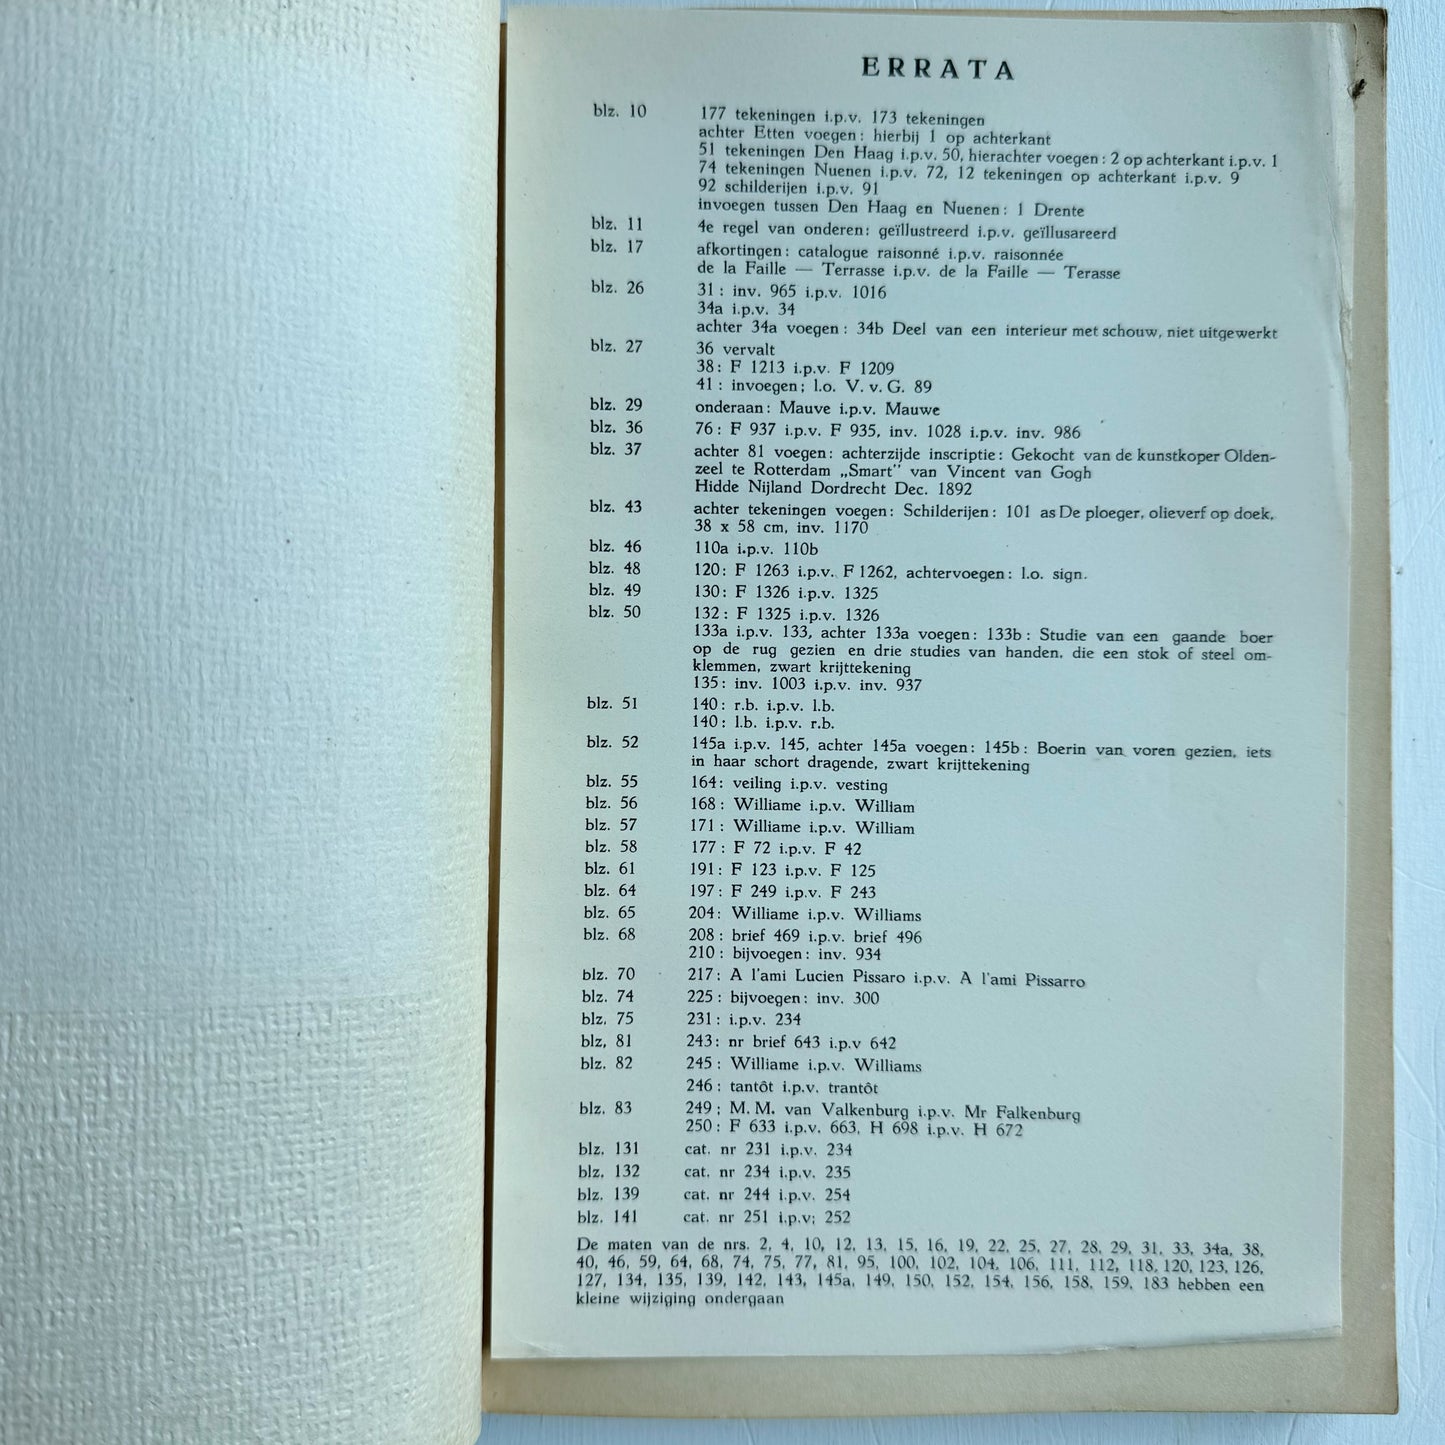 ERRATA
blz. 10 177 tekeningen i.p.v. 173 tekeningen
achter Etten voegen: hierbij 1 op achterkant
51 tekeningen Den Haag i.p.v. 50, hierachter voegen: 2 op achterkant i.p.v. 1
74 tekeningen Nuenen i.p.v. 72, 12 tekeningen op achterkant i.p.v. 9
92 schilderijen i.p.v. 91
invoegen tussen Den Haag en Nuenen: 1 Drente
blz. 11 4e regel van onderen: geïllustreerd i.p.v. geïllusareerd
blz. 17 afkortingen: catalogue raisonné i.p.v. raisonnée
de la Faille — Terrasse i.p.v. de la Faille — Terasse
blz. 26 31: inv. 965 i.p.v. 1016
34a i.p.v. 34
achter 34a voegen: 34b Deel van een interieur met schouw, niet uitgewerkt
blz. 27 36 vervalt
38: F 1213 i.p.v. F 1209
41: invoegen; l.o. V. v. G. 89
blz. 29 onderaan: Mauve i.p.v. Mauwe
blz. 36 76: F 937 i.p.v. F 935, inv. 1028 i.p.v. inv. 986
blz. 37 achter 81 voegen: achterzijde inscriptie: Gekocht van de kunstkoper Olden-
zeel te Rotterdam „Smart" van Vincent van Gogh
Hidde Nijland Dordrecht Dec. 1892
blz. 43 achter tekeningen voegen: Schilderijen: 101 as De ploeger, olieverf op doek,
38 x 58 cm, inv. 1170
blz. 46 110a i.p.v. 110b
blz. 48 120: F 1263 i.p.v. F 1262, achtervoegen: l.o. sign.
blz. 49 130: F 1326 i.p.v. 1325
blz. 50 132: F 1325 i.p.v. 1326
133a i.p.v. 133, achter 133a voegen: 133b: Studie van een gaande boer
op de rug gezien en drie studies van handen, die een stok of steel om-
klemmen, zwart krijttekening
135: inv. 1003 i.p.v. inv. 937
blz. 51 140: r.b. i.p.v. l.b.
140: l.b. i.p.v. r.b.
blz. 52 145a i.p.v. 145, achter 145a voegen: 145b: Boerin van voren gezien, iets
in haar schort dragende, zwart krijttekening
blz. 55 164: veiling i.p.v. vesting
blz. 56 168: Williame i.p.v. William
blz. 57 171: Williame i.p.v. William
blz. 58 177: F 72 i.p.v. F 42
blz. 61 191: F 123 i.p.v. F 125
blz. 64 197: F 249 i.p.v. F 243
blz. 65 204: Williame i.p.v. Williams
blz. 68 208: brief 469 i.p.v. brief 496
210: bijvoegen: inv. 934
blz. 70 217: A l'ami Lucien Pissaro i.p.v. A l'ami Pissarro
blz. 74 225: bijvoegen: inv. 300
blz. 75 231: i.p.v. 234
blz, 81 243: nr brief 643 i.p.v 642
blz. 82 245: Williame i.p.v. Williams
246: tantôt i.p.v. trantôt
blz. 83 249: M. M. van Valkenburg i.p.v. Mr Falkenburg
250: F 633 i.p.v. 663, H 698 i.p.v. H 672
blz. 131 cat. nr 231 i.p.v. 234
blz. 132 cat. nr 234 i.p.v. 235
blz. 139 cat. nr 244 i.p.v. 254
blz. 141 cat. nr 251 i.p.v; 252
De maten van de nrs. 2, 4, 10, 12, 13, 15, 16, 19, 22, 25, 27, 28, 29, 31, 33, 34a, 38,
40, 46, 59, 64, 68, 74, 75, 77, 81, 95, 100, 102, 104, 106, 111, 112, 118, 120, 123, 126,
127, 134, 135, 139, 142, 143, 145a, 149, 150, 152, 154, 156, 158, 159, 183 hebben een
kleine wijziging ondergaan